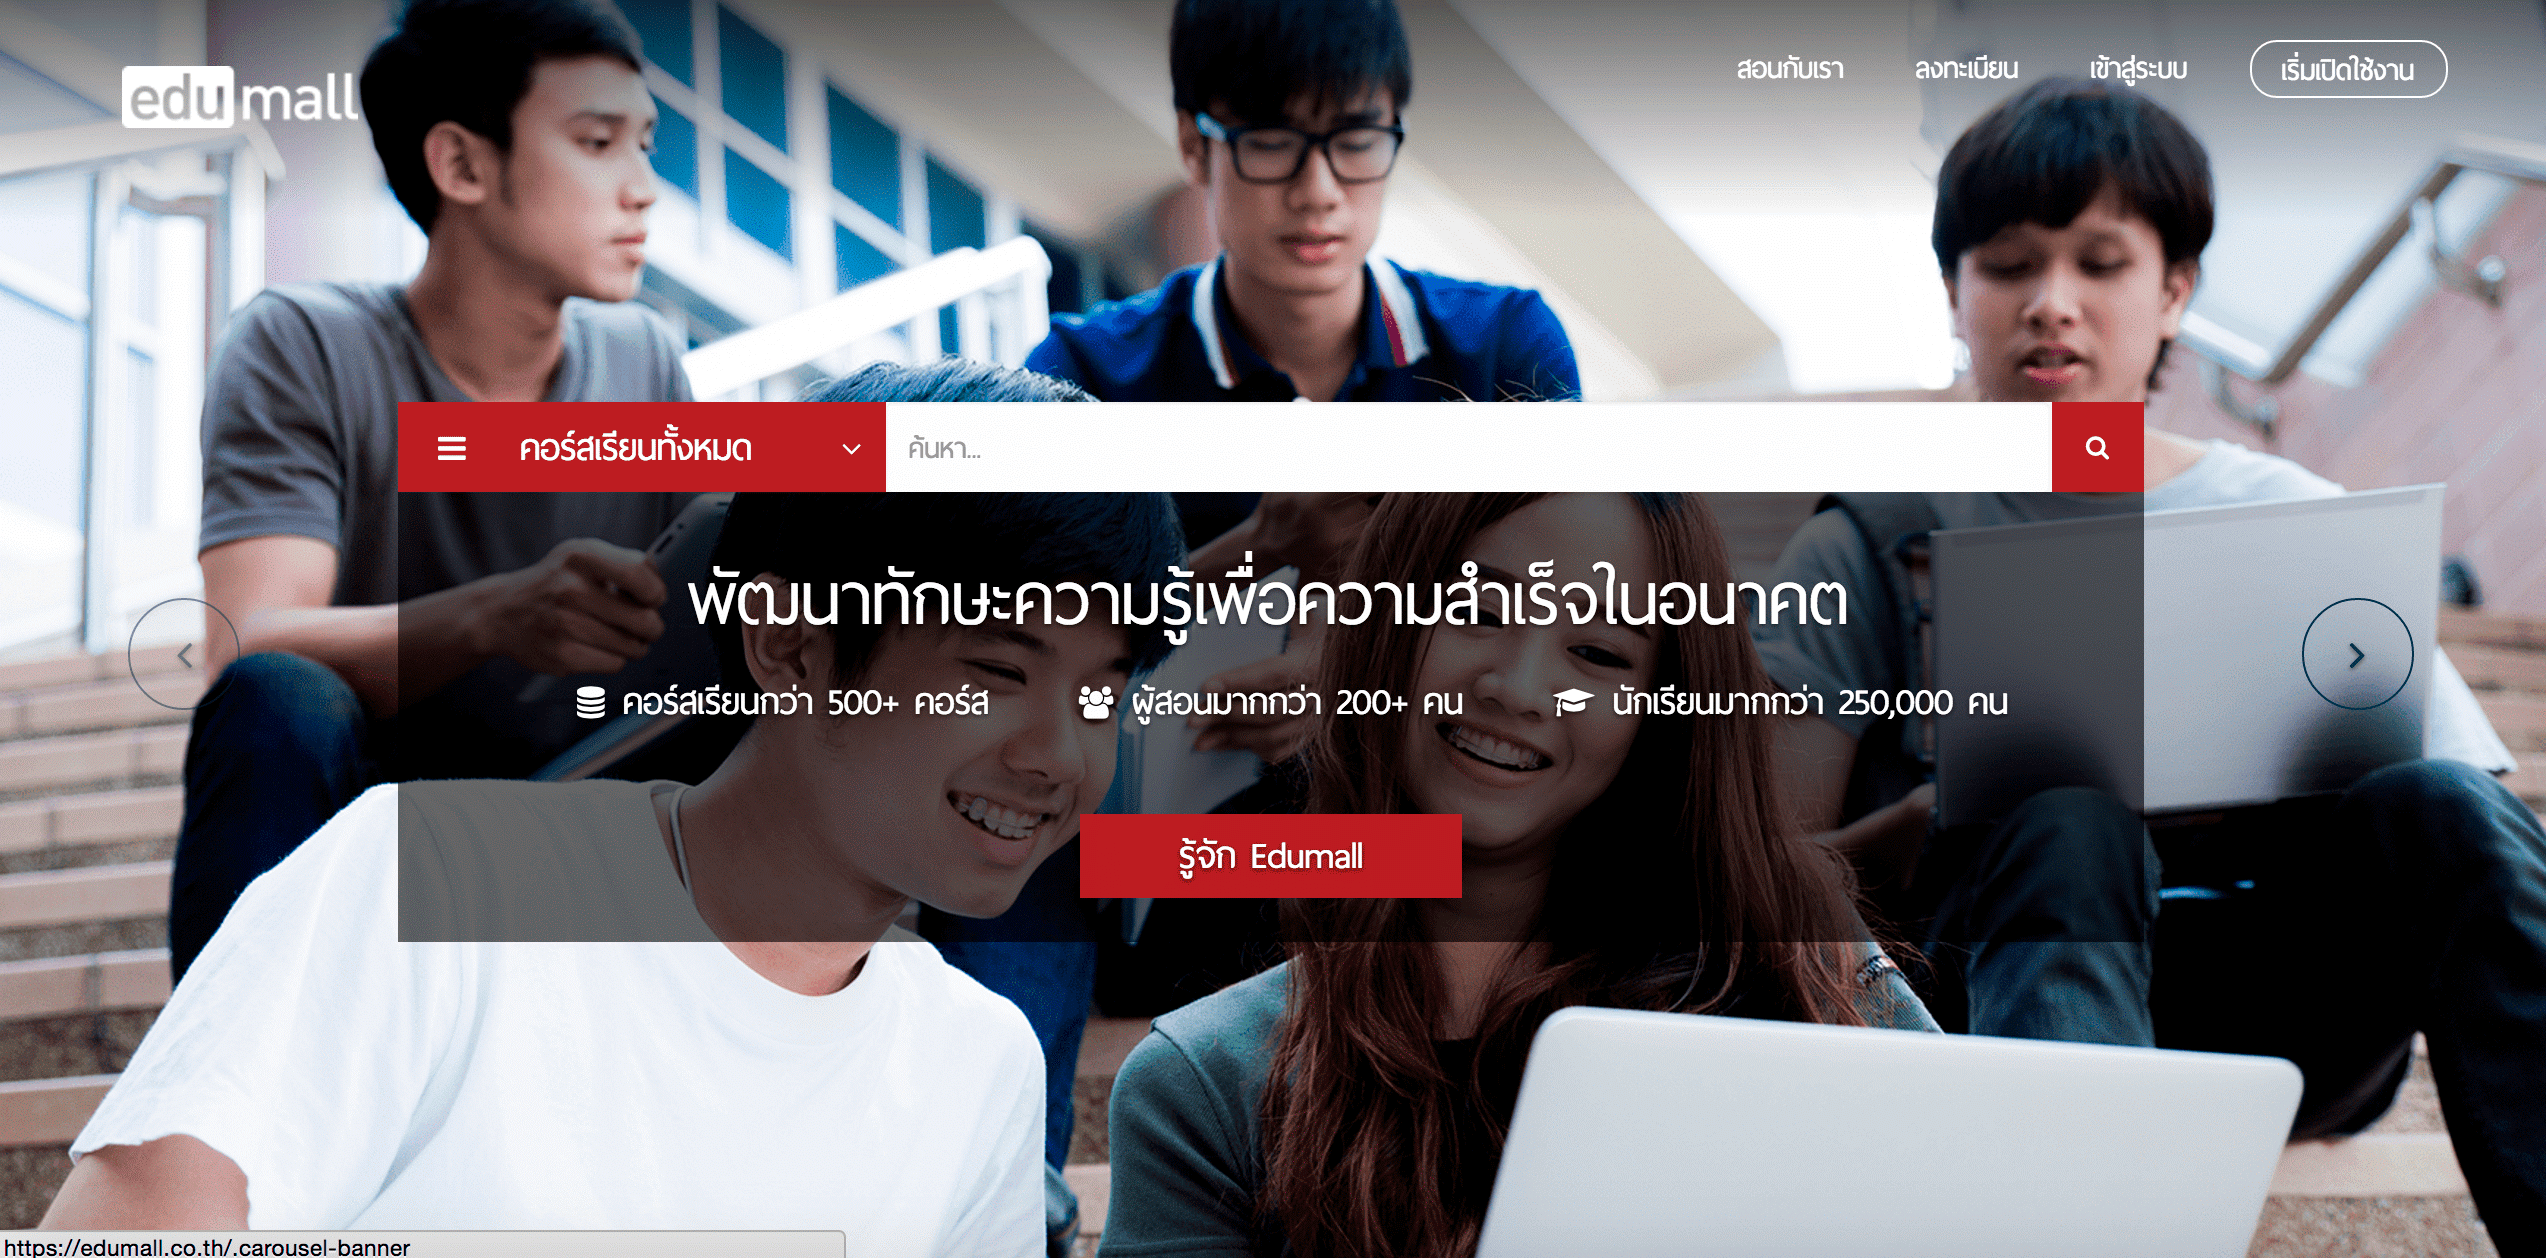 edumall
สอนกับเรา ลงทะเบียน เข้าสู่ระบบ เริ่มเปิดใช้งาน
คอร์สเรียนทั้งหมด ค้นหา...
พัฒนาทักษะความรู้เพื่อความสำเร็จในอนาคต
คอร์สเรียนกว่า 500+ คอร์ส ผู้สอนมากกว่า 200+ คน นักเรียนมากกว่า 250,000 คน
รู้จัก Edumall
https://edumall.co.th/.carousel-banner